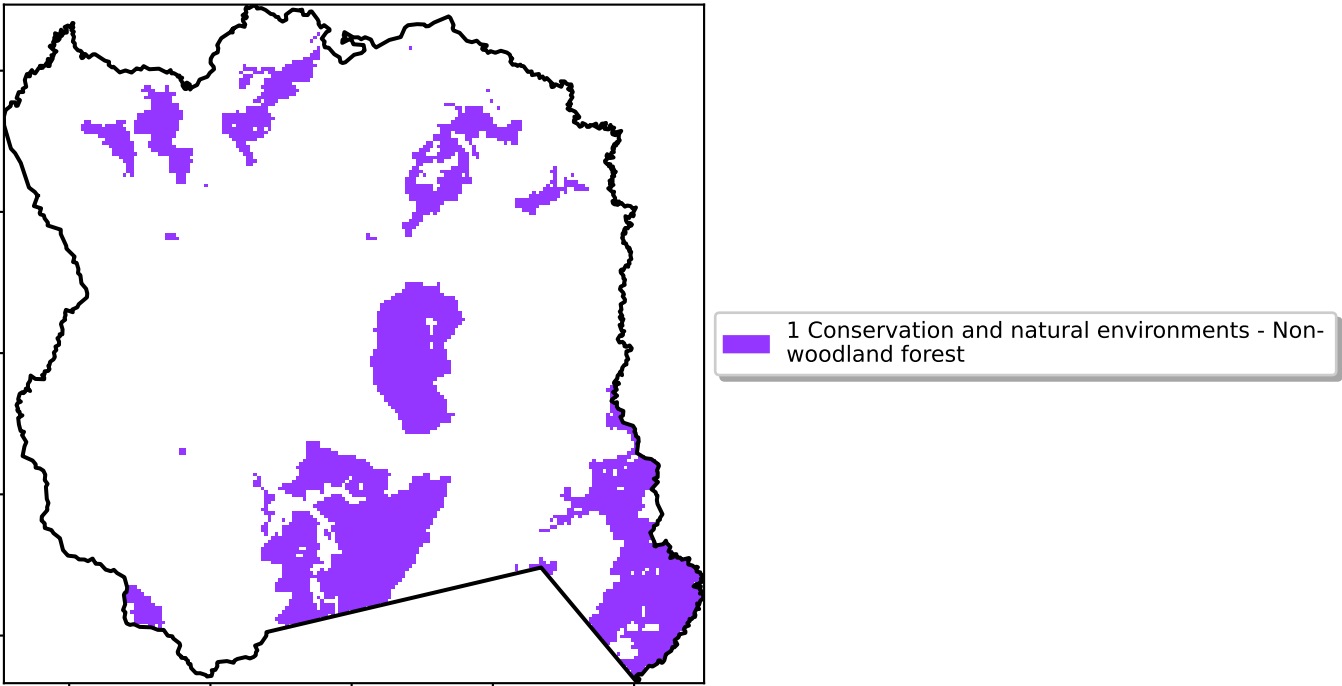 1 Conservation and natural environments - Non-
woodland forest